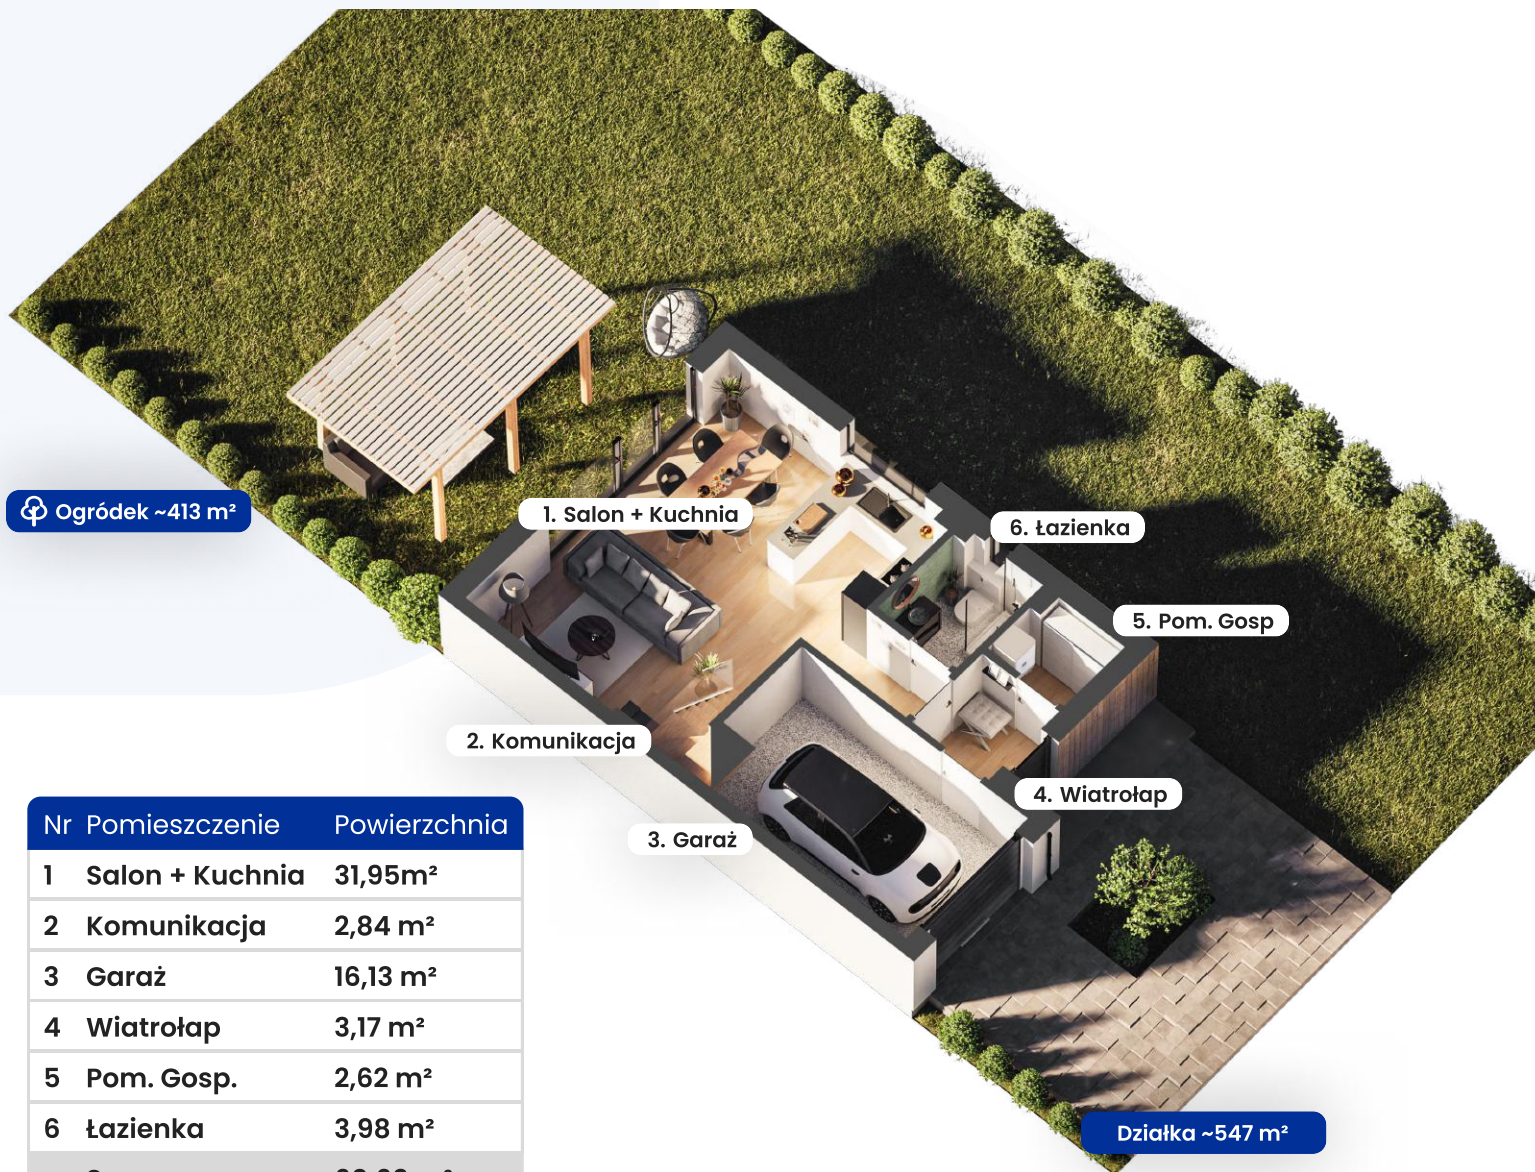 Ogródek ~413 m²
1. Salon + Kuchnia
6. Łazienka
5. Pom. Gosp
2. Komunikacja
4. Wiatrołap
3. Garaż
Nr Pomieszczenie Powierzchnia
1 Salon + Kuchnia 31,95m²
2 Komunikacja 2,84 m²
3 Garaż 16,13 m²
4 Wiatrołap 3,17 m²
5 Pom. Gosp. 2,62 m²
6 Łazienka 3,98 m²
Działka ~547 m²